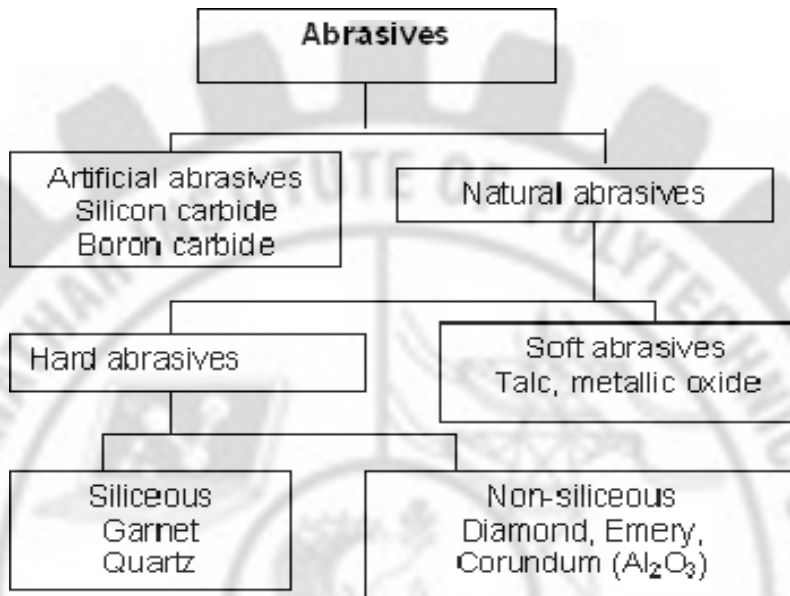 Abrasives
Artificial abrasives
Silicon carbide
Boron carbide
Natural abrasives
Hard abrasives
Soft abrasives
Talc, metallic oxide
Siliceous
Garnet
Quartz
Non-siliceous
Diamond, Emery,
Corundum (Al₂O₃)